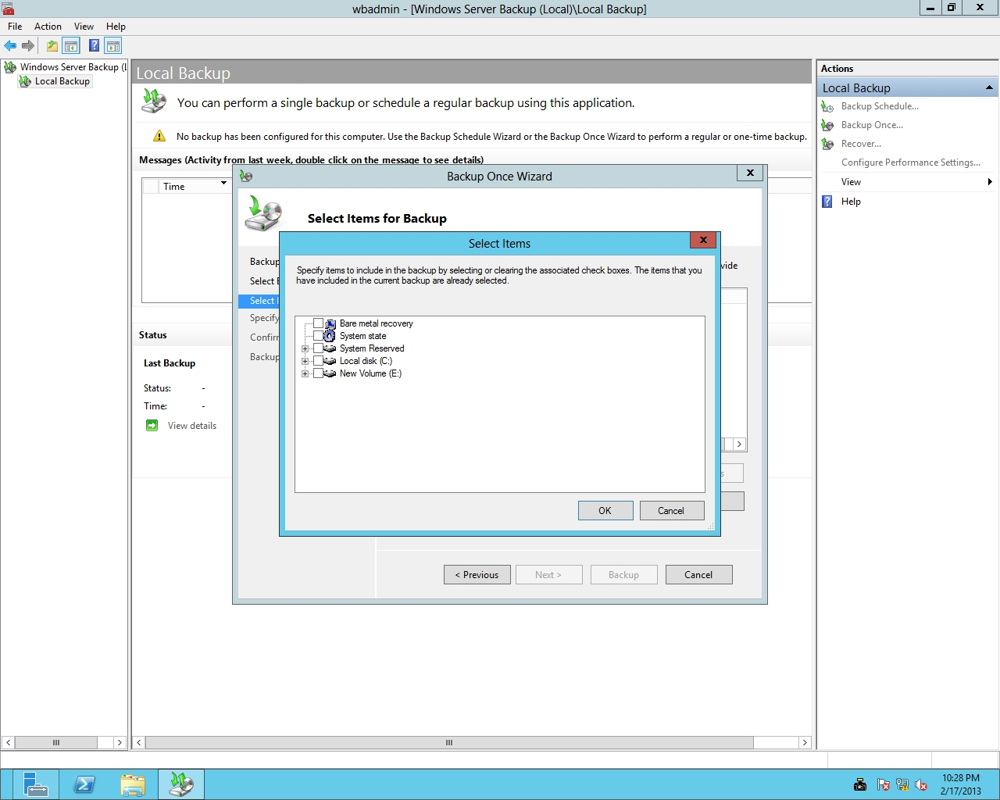 wbadmin - [Windows Server Backup (Local)\Local Backup]
File Action View Help
Windows Server Backup (L
Local Backup
Local Backup
You can perform a single backup or schedule a regular backup using this application.
No backup has been configured for this computer. Use the Backup Schedule Wizard or the Backup Once Wizard to perform a regular or one-time backup.
Messages (Activity from last week, double click on the message to see details)
Time
Backup Once Wizard
Select Items for Backup
Backup
Select
Select
Specify
Backup
Select Items
Specify items to include in the backup by selecting or clearing the associated check boxes. The items that you
have included in the current backup are already selected.
Bare metal recovery
System state
System Reserved
Local disk (C:)
New Volume (E:)
OK Cancel
< Previous Next > Backup Cancel
Status
Last Backup
Status: -
Time: -
View details
Actions
Local Backup
Backup Schedule...
Backup Once...
Recover...
Configure Performance Settings...
View
Help
10:28 PM
2/17/2013